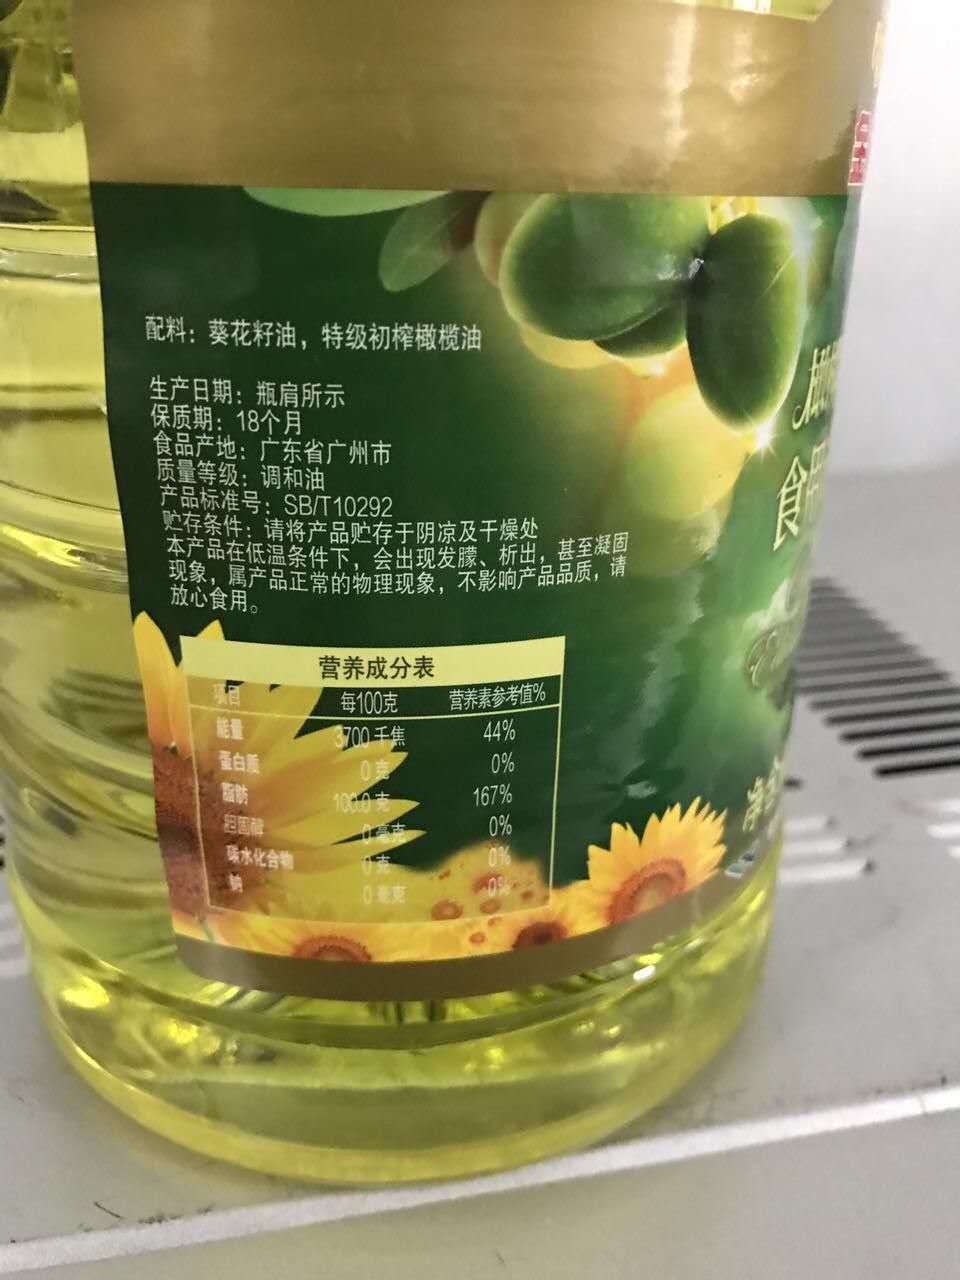 配料：葵花籽油，特级初榨橄榄油
生产日期：瓶肩所示
保质期：18个月
食品产地：广东省广州市
质量等级：调和油
产品标准号：SB/T10292
贮存条件：请将产品贮存于阴凉及干燥处
本产品在低温条件下，会出现发朦、析出，甚至凝固
现象，属产品正常的物理现象，不影响产品品质，请
放心食用。
营养成分表
项目 每100克 营养素参考值%
能量 3700 千焦 44%
蛋白质 0 克 0%
脂肪 100.0 克 167%
胆固醇 0 毫克 0%
碳水化合物 0 克 0%
钠 0 毫克 0%
橄
食用
净